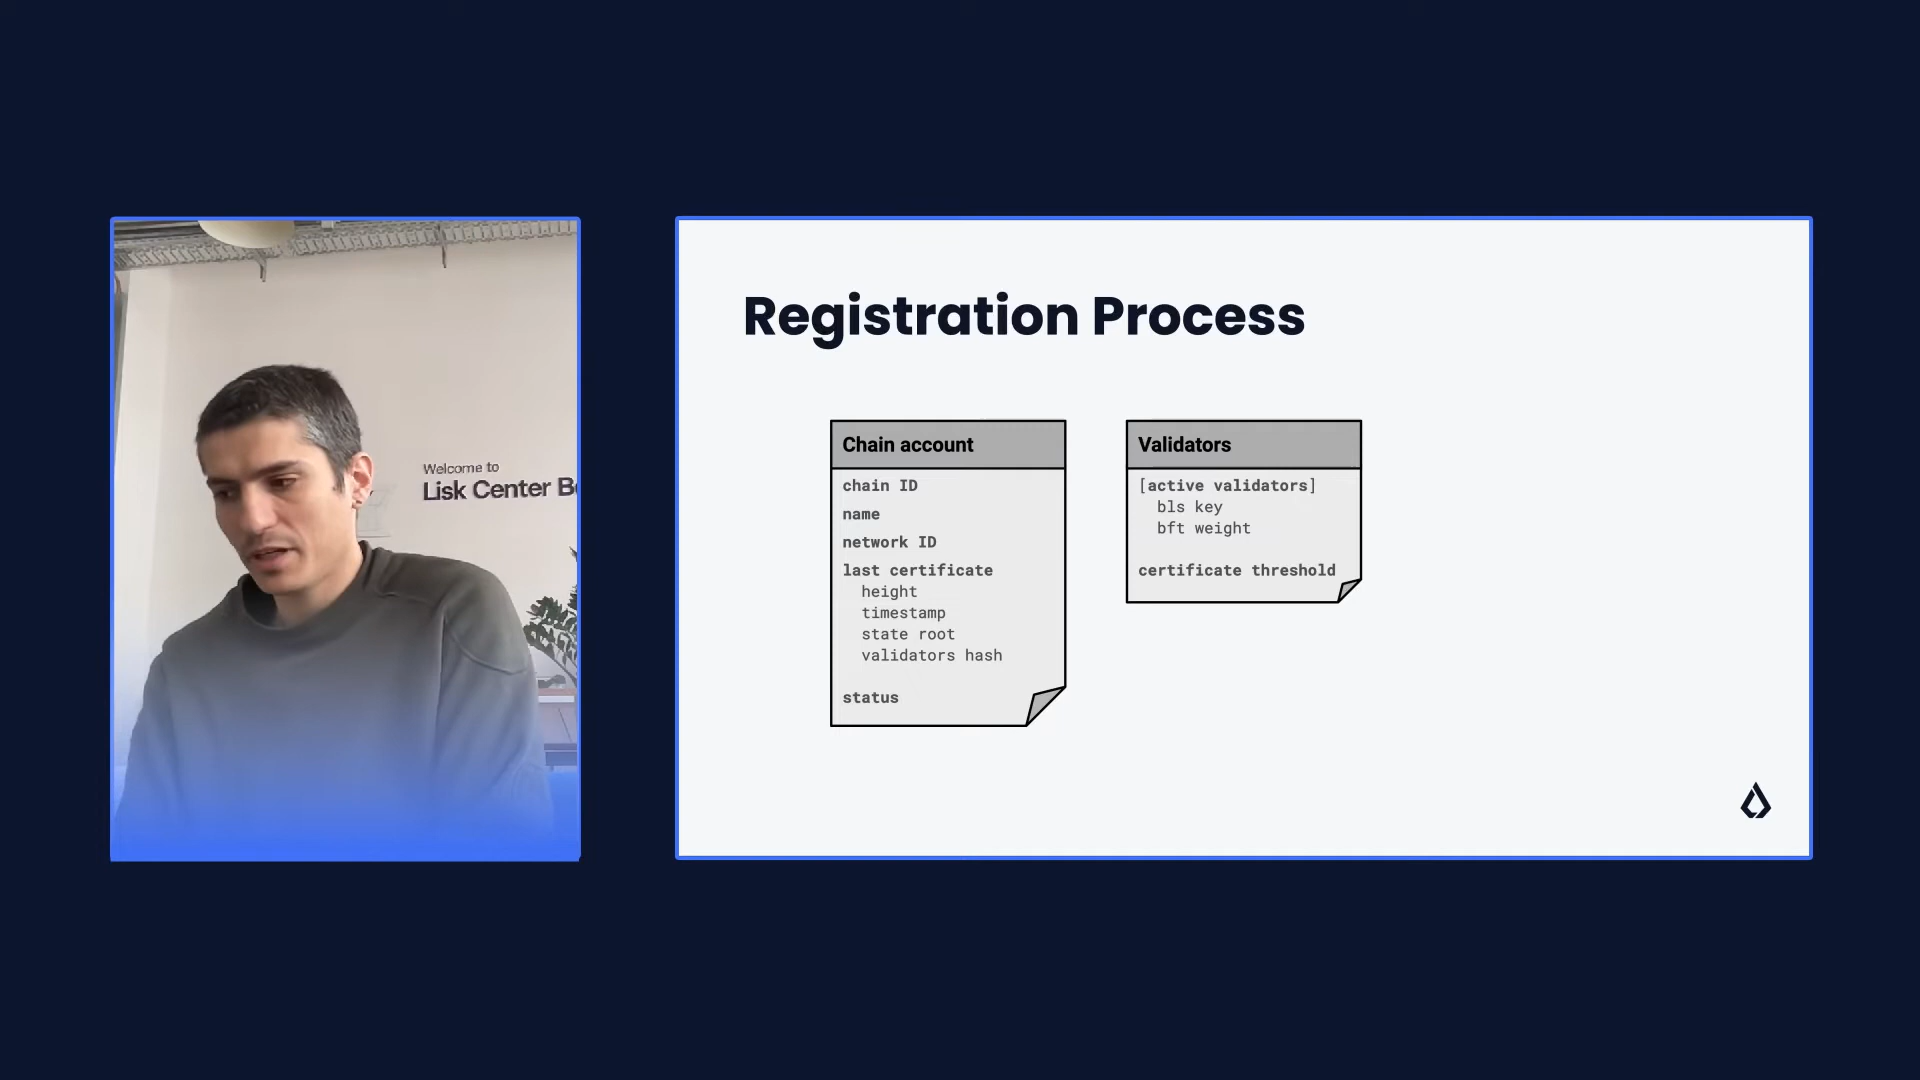 Welcome to
Lisk Center
Registration Process
Chain account
chain ID
name
network ID
last certificate
height
timestamp
state root
validators hash
status
Validators
[active validators]
bls key
bft weight
certificate threshold